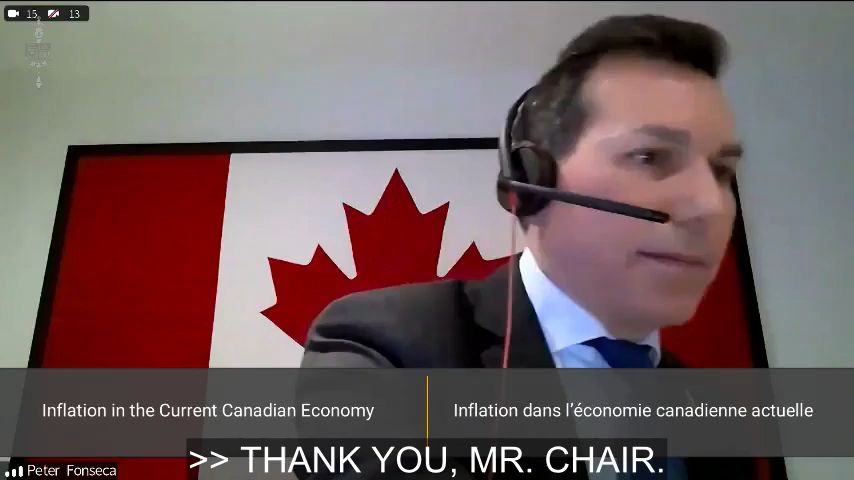 15 13
Inflation in the Current Canadian Economy
Inflation dans l'économie canadienne actuelle
>> THANK YOU, MR. CHAIR.
Peter Fonseca